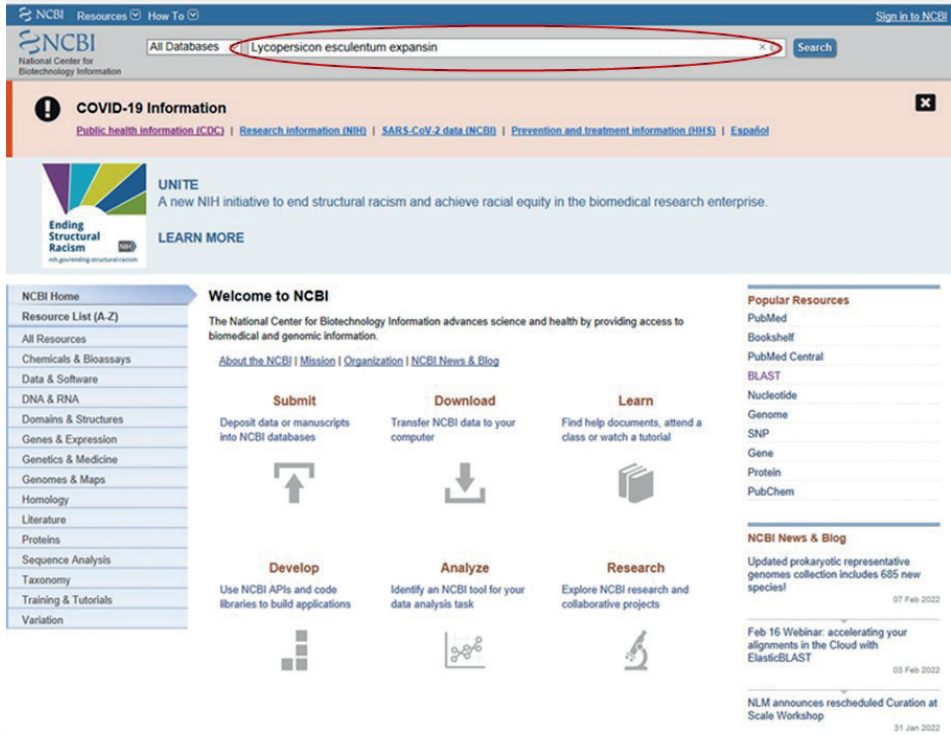 NCBI Resources How To Sign in to NCBI
NCBI
National Center for
Biotechnology Information
All Databases Lycopersicon esculentum expansin × Search
COVID-19 Information
Public health information (CDC) | Research information (NIH) | SARS-CoV-2 data (NCBI) | Prevention and treatment information (HHS) | Español
Ending
Structural
Racism
NIH
nih.gov/ending-structural-racism
UNITE
A new NIH initiative to end structural racism and achieve racial equity in the biomedical research enterprise.
LEARN MORE
NCBI Home
Resource List (A-Z)
All Resources
Chemicals & Bioassays
Data & Software
DNA & RNA
Domains & Structures
Genes & Expression
Genetics & Medicine
Genomes & Maps
Homology
Literature
Proteins
Sequence Analysis
Taxonomy
Training & Tutorials
Variation
Welcome to NCBI
The National Center for Biotechnology Information advances science and health by providing access to
biomedical and genomic information.
About the NCBI | Mission | Organization | NCBI News & Blog
Submit
Deposit data or manuscripts
into NCBI databases
Download
Transfer NCBI data to your
computer
Learn
Find help documents, attend a
class or watch a tutorial
Develop
Use NCBI APIs and code
libraries to build applications
Analyze
Identify an NCBI tool for your
data analysis task
Research
Explore NCBI research and
collaborative projects
Popular Resources
PubMed
Bookshelf
PubMed Central
BLAST
Nucleotide
Genome
SNP
Gene
Protein
PubChem
NCBI News & Blog
Updated prokaryotic representative
genomes collection includes 685 new
species!
07 Feb 2022
Feb 16 Webinar: accelerating your
alignments in the Cloud with
ElasticBLAST
03 Feb 2022
NLM announces rescheduled Curation at
Scale Workshop
31 Jan 2022